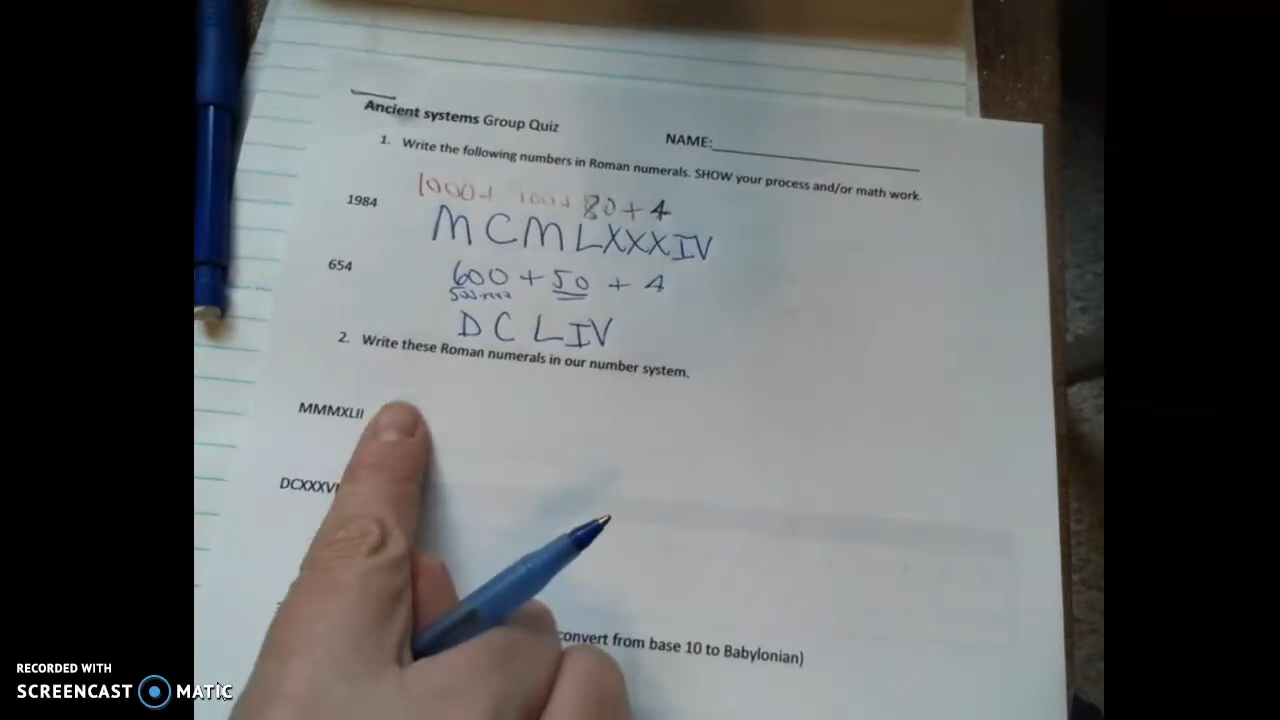 Ancient systems Group Quiz
NAME:
1. Write the following numbers in Roman numerals. SHOW your process and/or math work.
1000+ 80+4
1984
MCMLXXXIV
654
600 + 50 + 4
DCLIV
2. Write these Roman numerals in our number system.
MMMXLII
convert from base 10 to Babylonian)
RECORDED WITH
SCREENCAST MATIC